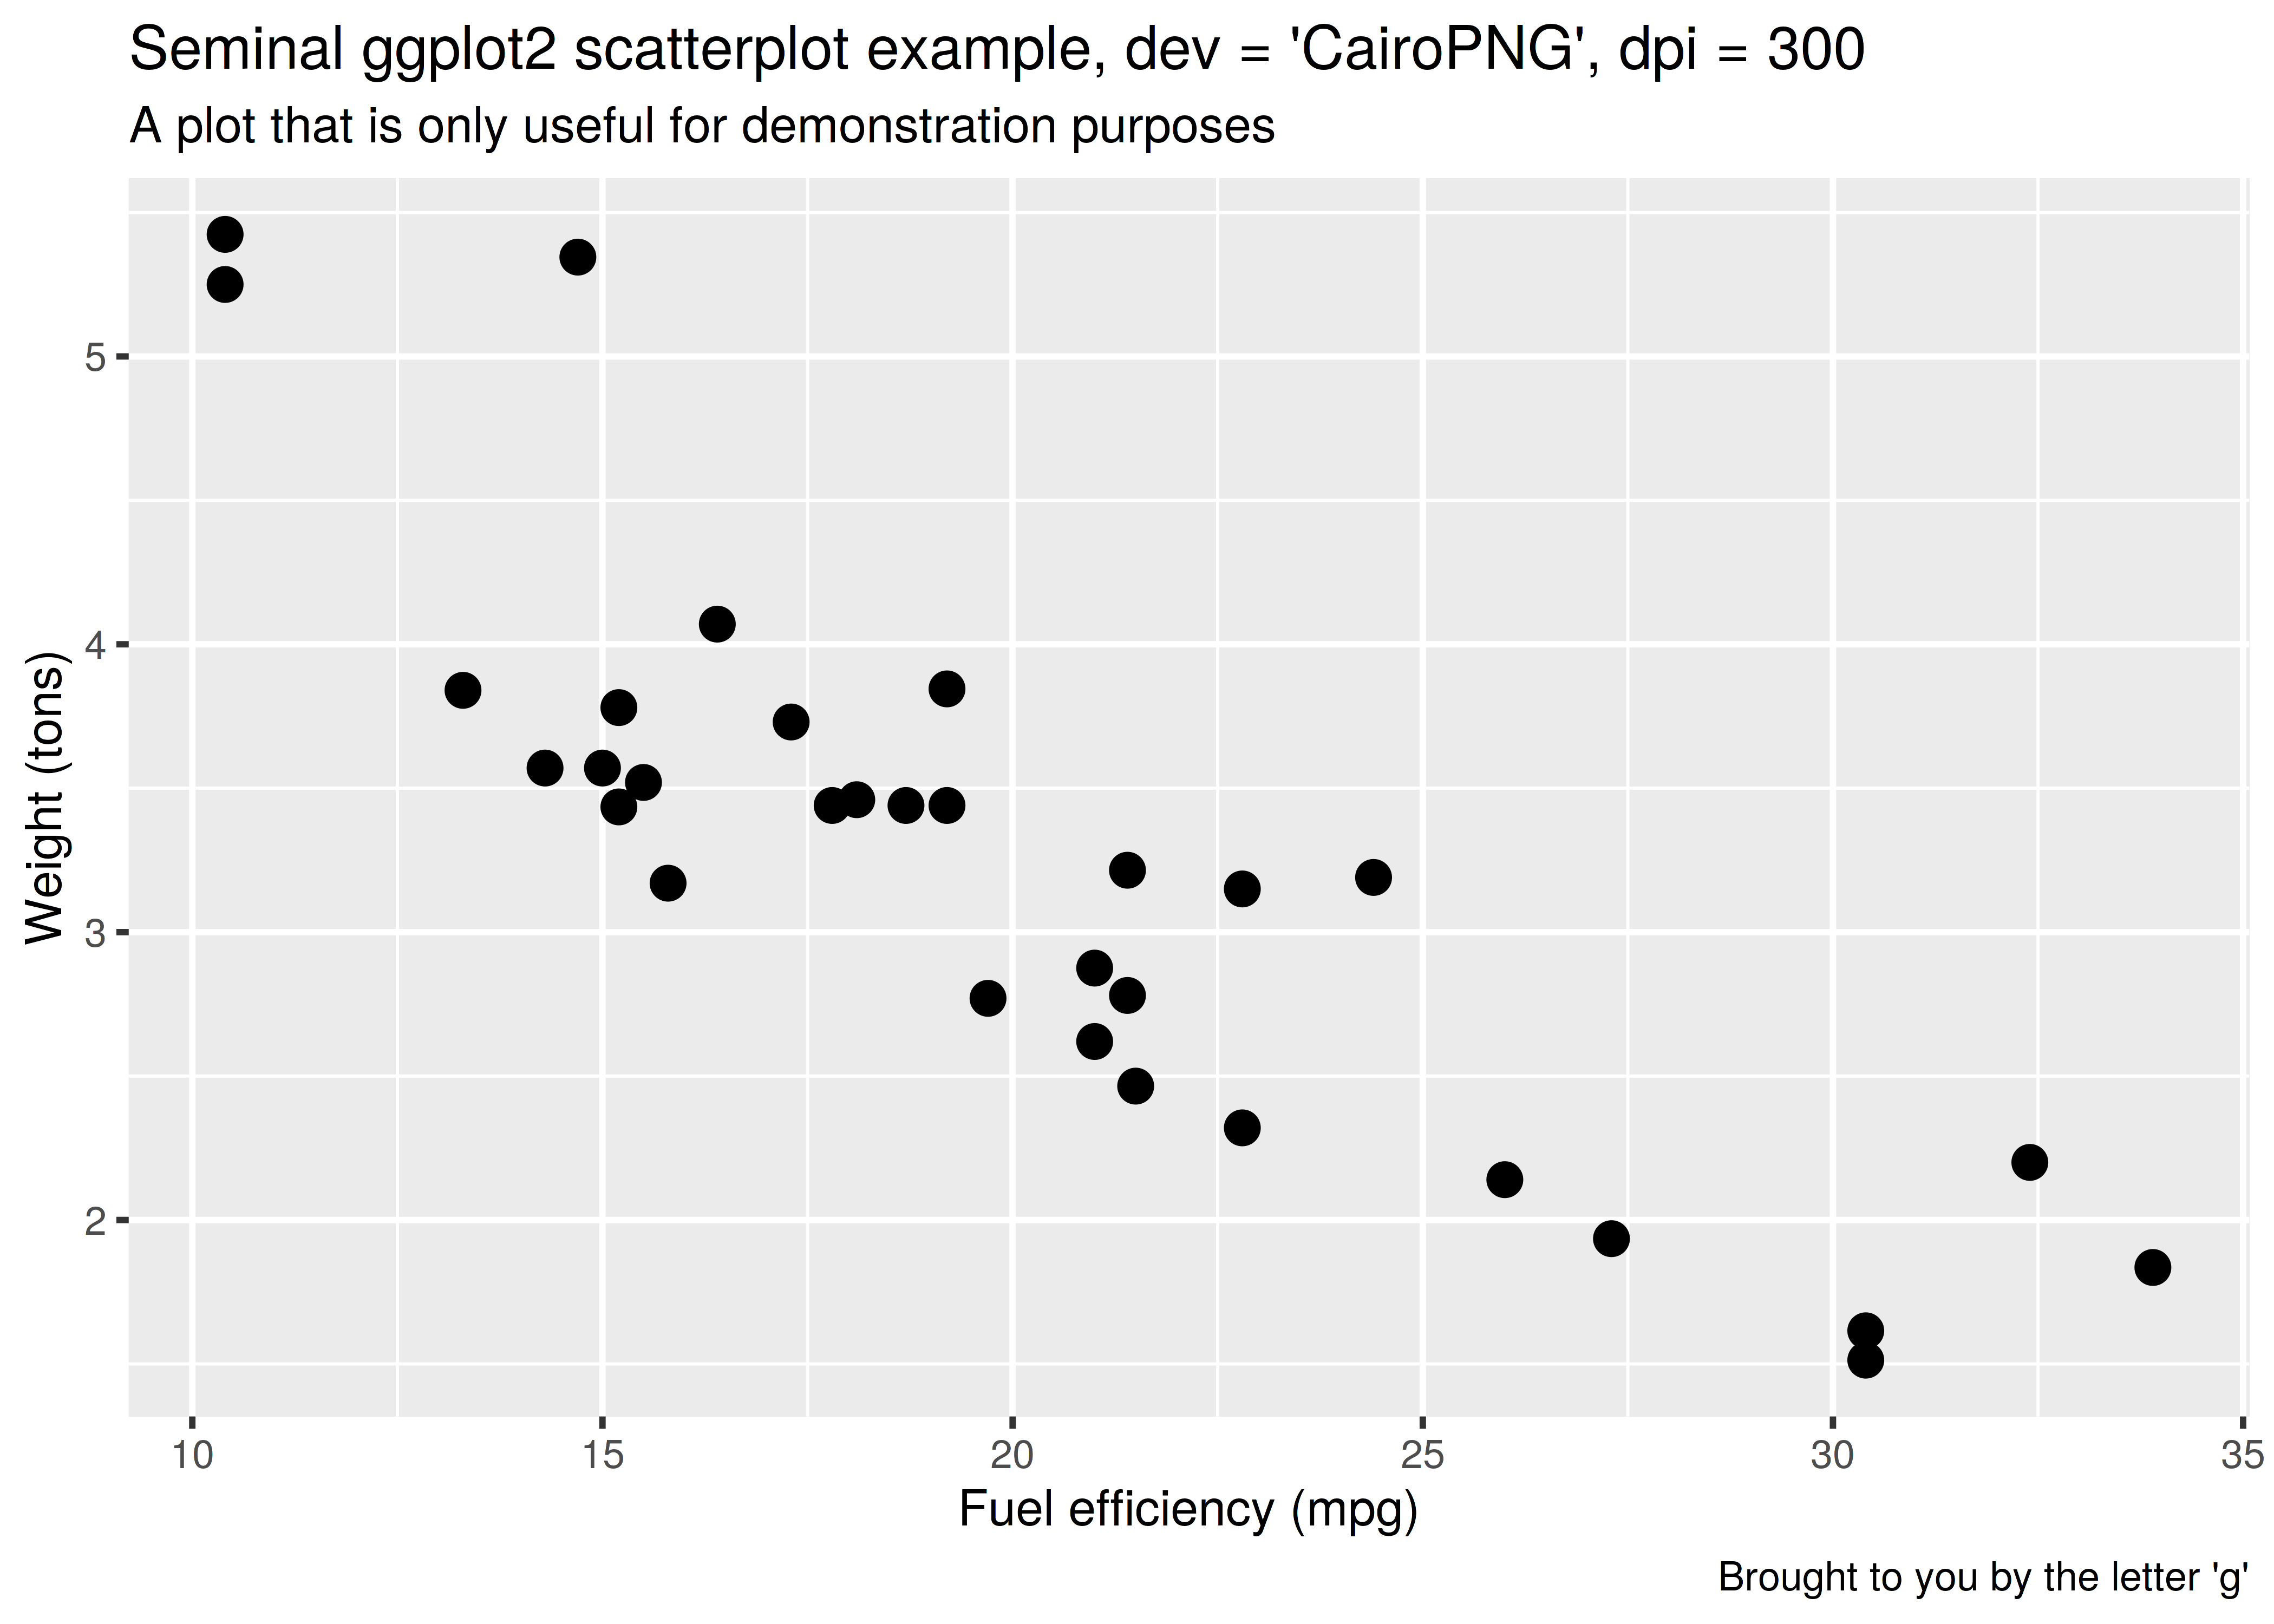 Seminal ggplot2 scatterplot example, dev = 'CairoPNG', dpi = 300
A plot that is only useful for demonstration purposes
5
4
3
2
Weight (tons)
10 15 20 25 30 35
Fuel efficiency (mpg)
Brought to you by the letter 'g'